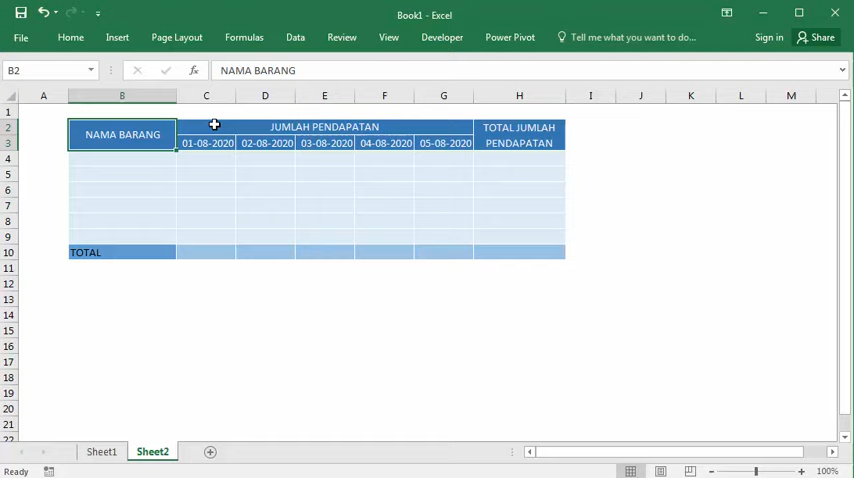 Book1 - Excel
File Home Insert Page Layout Formulas Data Review View Developer Power Pivot Tell me what you want to do... Sign in Share
B2 fx NAMA BARANG
A B C D E F G H I J K L M
1
2 NAMA BARANG JUMLAH PENDAPATAN TOTAL JUMLAH
3 01-08-2020 02-08-2020 03-08-2020 04-08-2020 05-08-2020 PENDAPATAN
4
5
6
7
8
9
10 TOTAL
11
12
13
14
15
16
17
18
19
20
21
22
Sheet1 Sheet2
Ready 100%